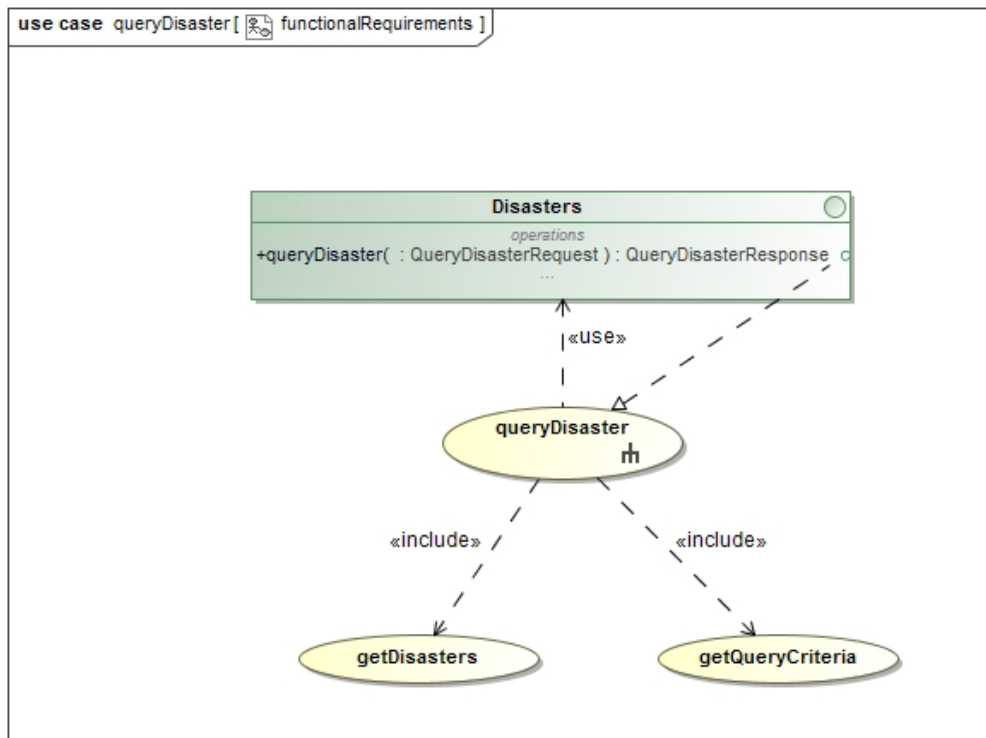 use case queryDisaster [ functionalRequirements ]
Disasters
operations
+queryDisaster( : QueryDisasterRequest ) : QueryDisasterResponse
...
«use»
queryDisaster
«include» «include»
getDisasters getQueryCriteria